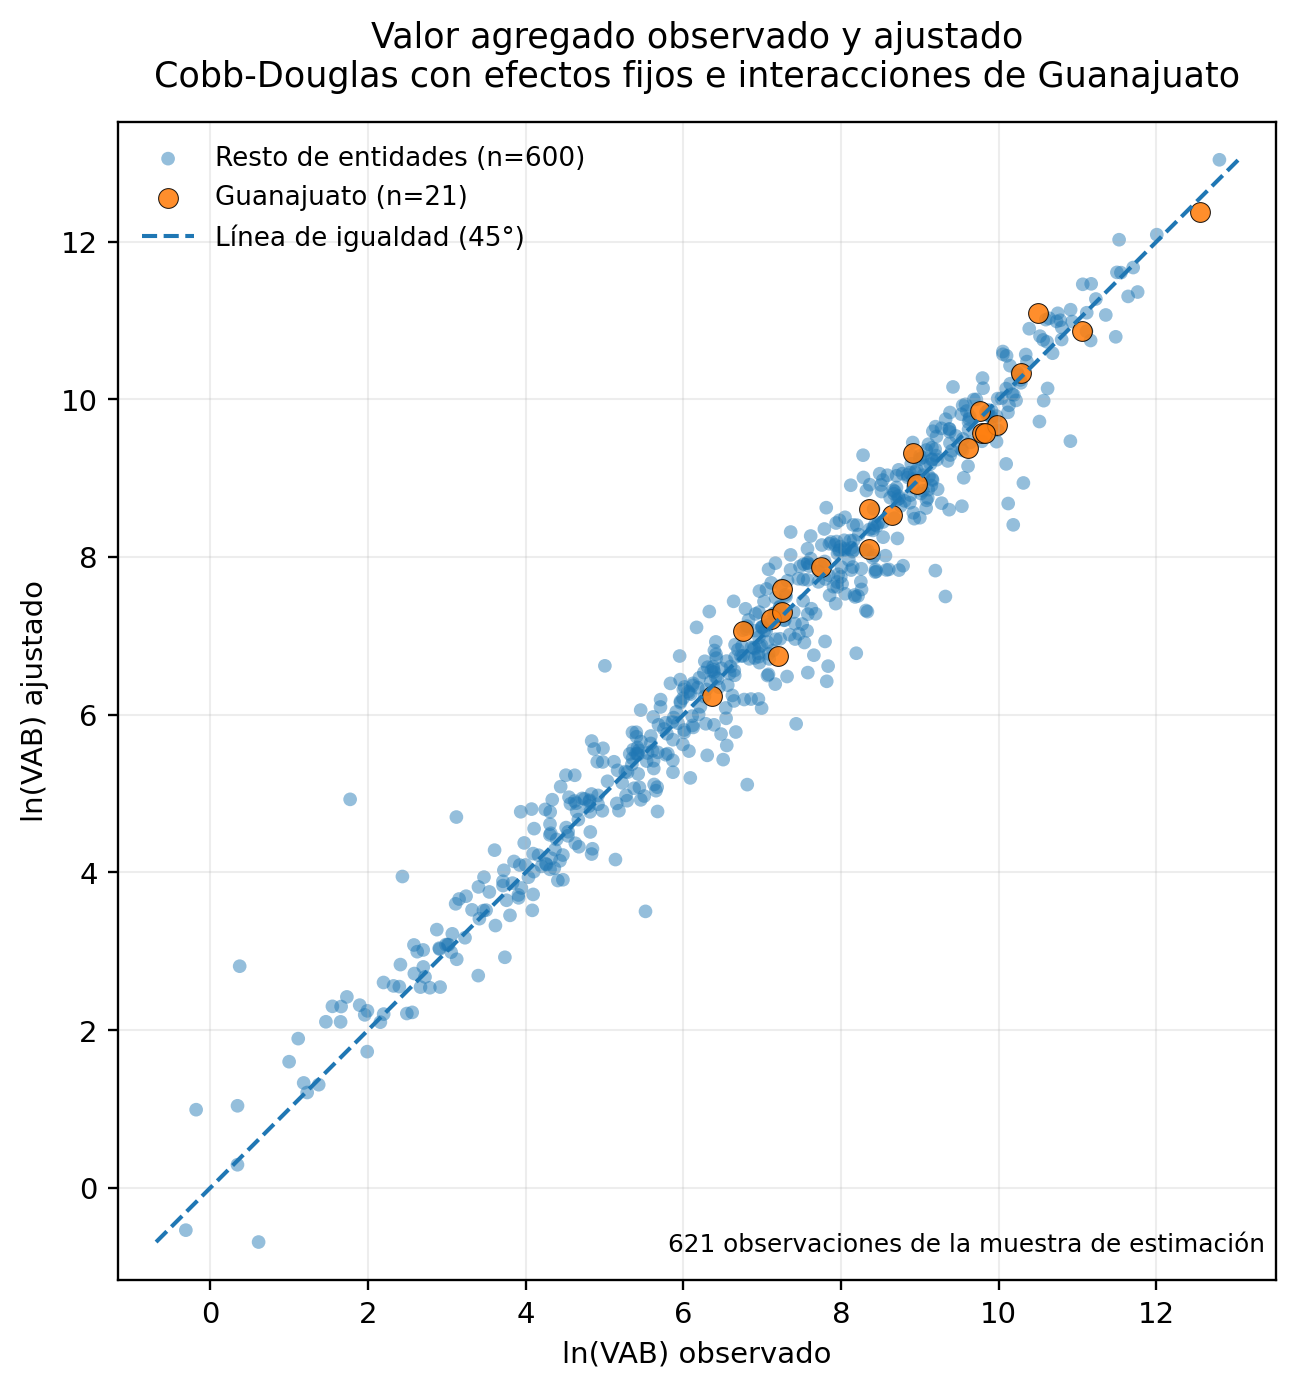 Valor agregado observado y ajustado
Cobb-Douglas con efectos fijos e interacciones de Guanajuato
Resto de entidades (n=600)
Guanajuato (n=21)
Línea de igualdad (45°)
ln(VAB) ajustado
12
10
8
6
4
2
0
621 observaciones de la muestra de estimación
0 2 4 6 8 10 12
ln(VAB) observado